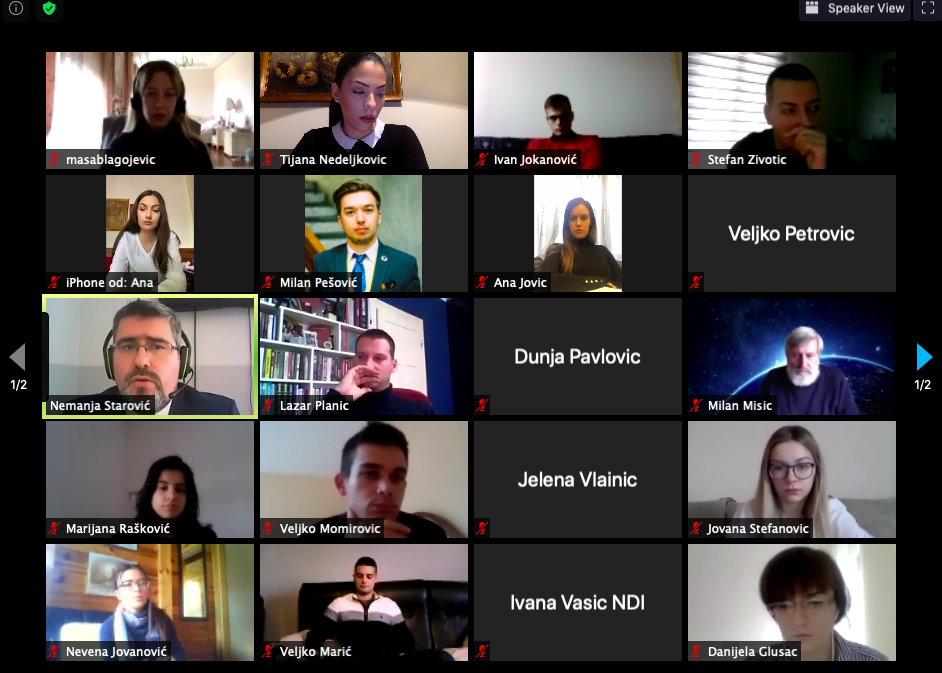 Speaker View
masablagojevic
Tijana Nedeljkovic
Ivan Jokanović
Stefan Zivotic
iPhone od: Ana
Milan Pešović
Ana Jovic
Veljko Petrovic
Nemanja Starović
Lazar Planic
Dunja Pavlovic
Milan Misic
1/2
1/2
Marijana Rašković
Veljko Momirovic
Jelena Vlainic
Jovana Stefanovic
Nevena Jovanović
Veljko Marić
Ivana Vasic NDI
Danijela Glusac